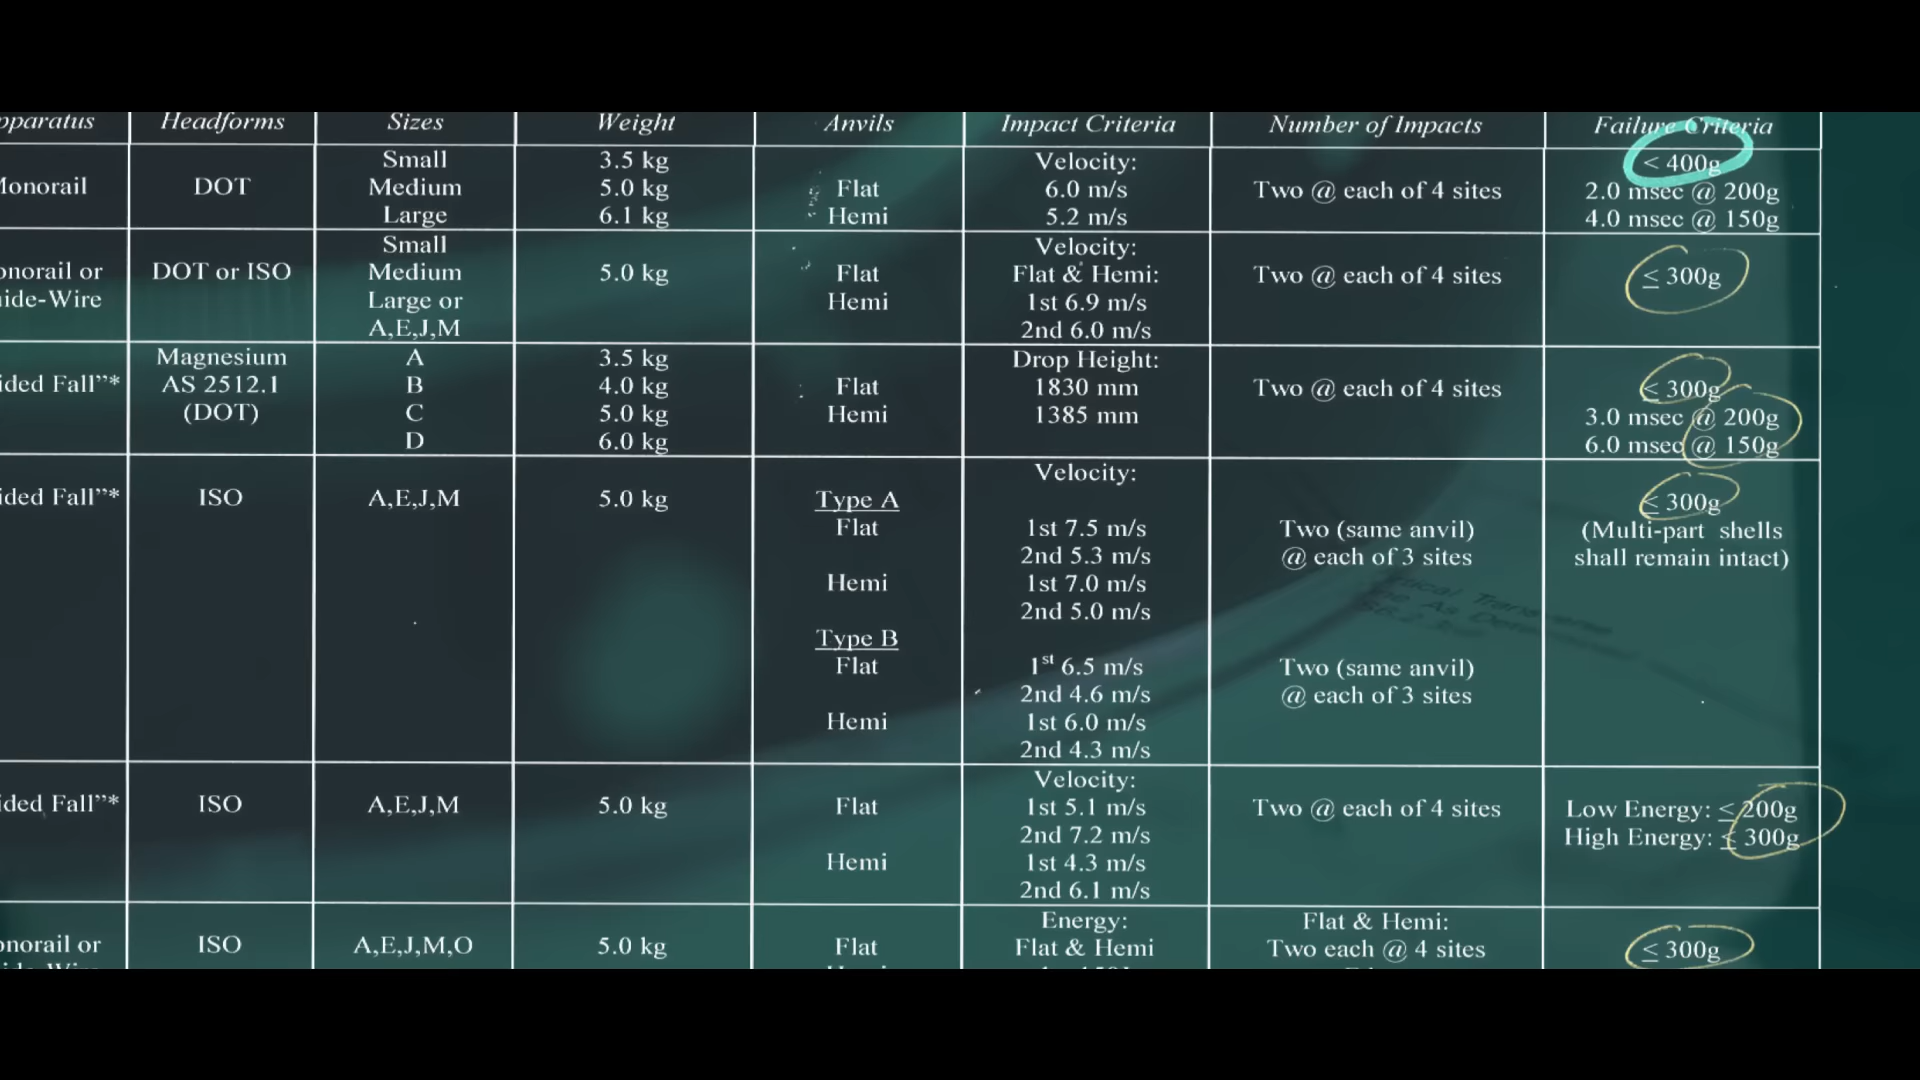 Headforms Sizes Weight Anvils Impact Criteria Number of Impacts Failure Criteria
Small 3.5 kg Velocity: < 400g
DOT Medium 5.0 kg Flat 6.0 m/s Two @ each of 4 sites 2.0 msec @ 200g
Large 6.1 kg Hemi 5.2 m/s 4.0 msec @ 150g
Small Velocity:
onorail or DOT or ISO Medium 5.0 kg Flat Flat & Hemi: Two @ each of 4 sites ≤ 300g
ide-Wire Large or Hemi 1st 6.9 m/s
A,E,J,M 2nd 6.0 m/s
Magnesium A 3.5 kg Drop Height:
ided Fall”* AS 2512.1 B 4.0 kg Flat 1830 mm Two @ each of 4 sites ≤ 300g
(DOT) C 5.0 kg Hemi 1385 mm 3.0 msec @ 200g
D 6.0 kg 6.0 msec @ 150g
Velocity:
ided Fall”* ISO A,E,J,M 5.0 kg Type A ≤ 300g
Flat 1st 7.5 m/s Two (same anvil) (Multi-part shells
2nd 5.3 m/s @ each of 3 sites shall remain intact)
Hemi 1st 7.0 m/s
2nd 5.0 m/s
Type B
Flat 1st 6.5 m/s Two (same anvil)
2nd 4.6 m/s @ each of 3 sites
Hemi 1st 6.0 m/s
2nd 4.3 m/s
Velocity:
ided Fall”* ISO A,E,J,M 5.0 kg Flat 1st 5.1 m/s Two @ each of 4 sites Low Energy: ≤ 200g
2nd 7.2 m/s High Energy: ≤ 300g
Hemi 1st 4.3 m/s
2nd 6.1 m/s
Energy: Flat & Hemi:
onorail or ISO A,E,J,M,O 5.0 kg Flat Flat & Hemi Two each @ 4 sites ≤ 300g